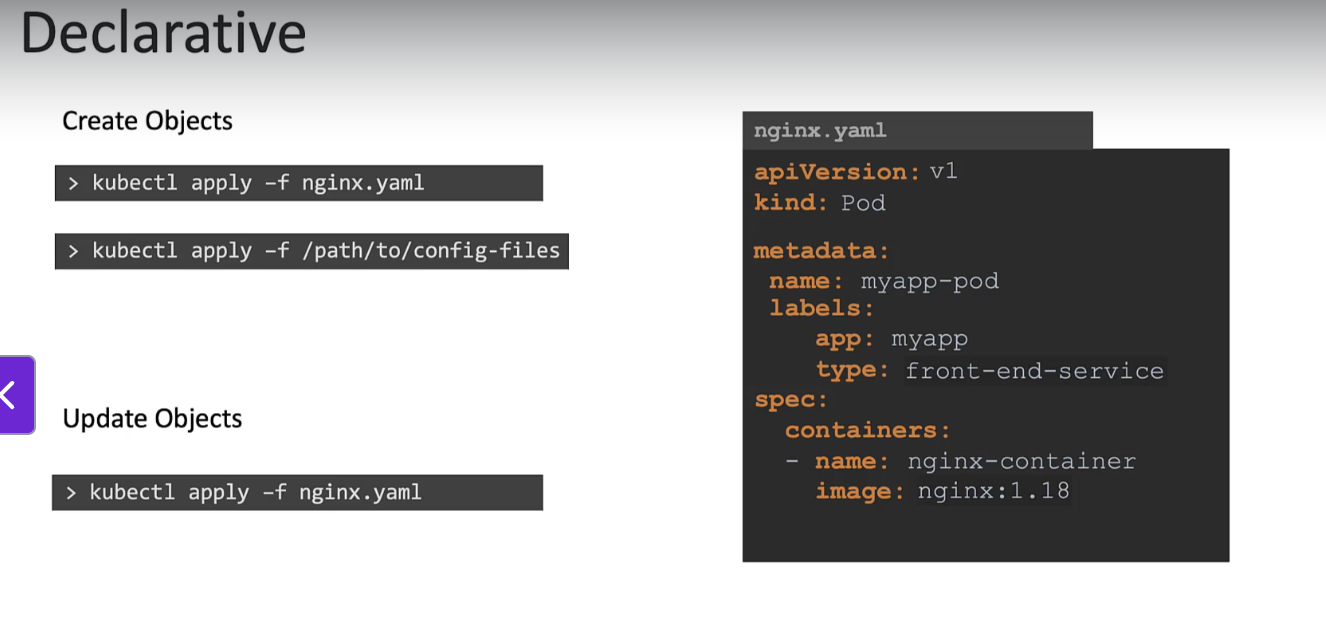 Declarative
Create Objects
> kubectl apply –f nginx.yaml
> kubectl apply –f /path/to/config-files
Update Objects
> kubectl apply –f nginx.yaml
nginx.yaml
apiVersion: v1
kind: Pod
metadata:
name: myapp-pod
labels:
app: myapp
type: front-end-service
spec:
containers:
- name: nginx-container
image: nginx:1.18